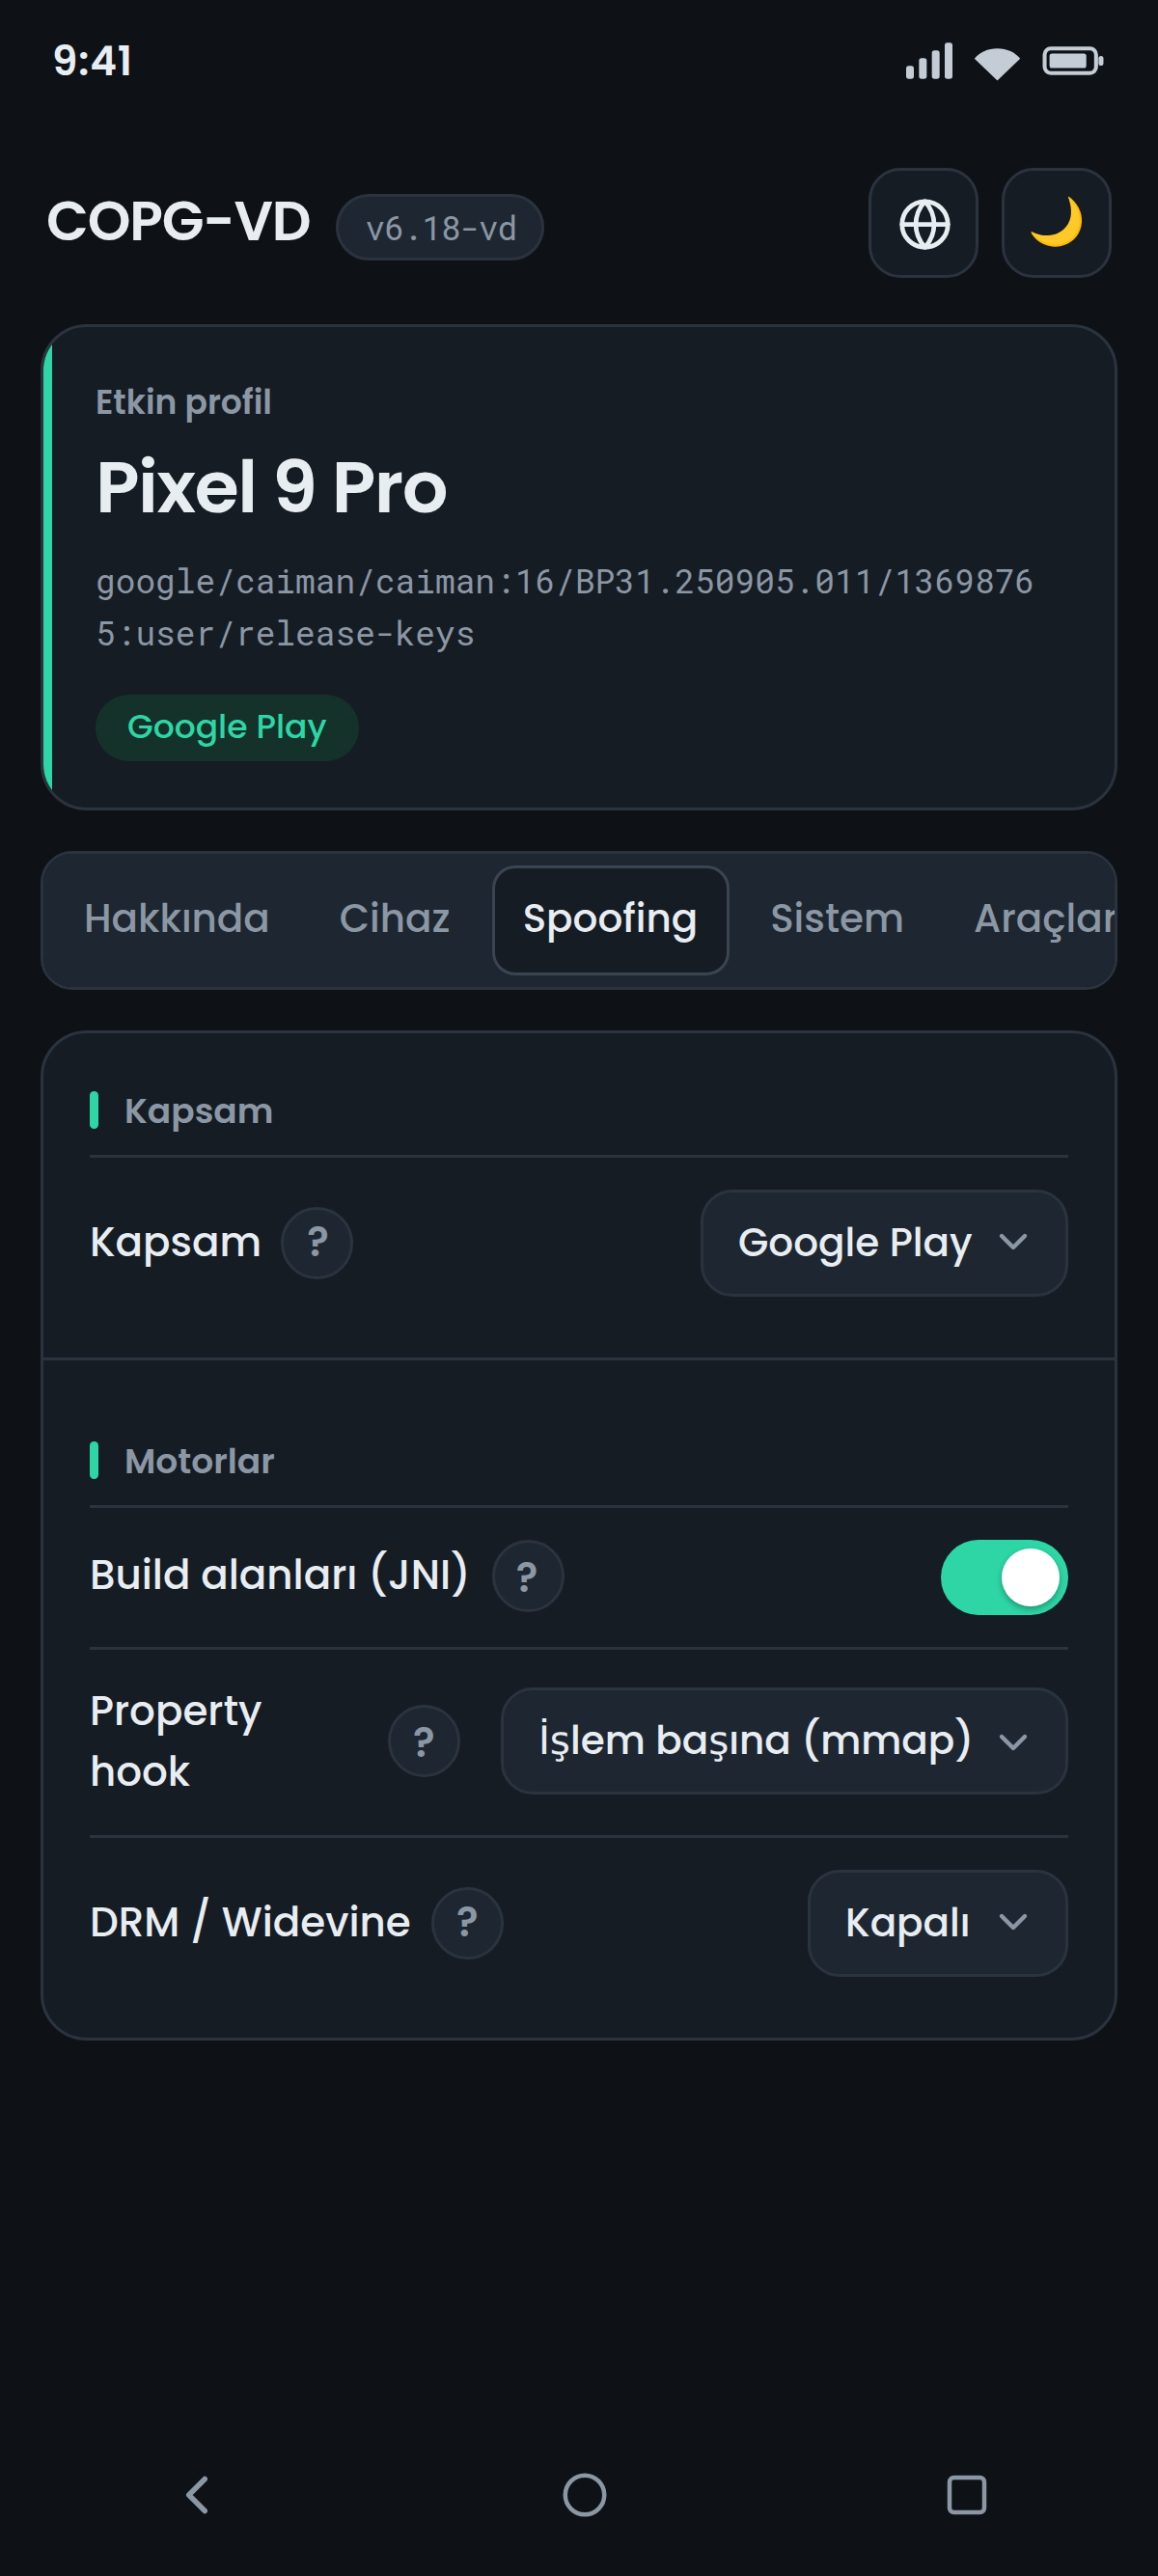 9:41
COPG-VD v6.18-vd
Etkin profil
Pixel 9 Pro
google/caiman/caiman:16/BP31.250905.011/1369876
5:user/release-keys
Google Play
Hakkında Cihaz Spoofing Sistem Araçlar
Kapsam
Kapsam ? Google Play
Motorlar
Build alanları (JNI) ?
Property
hook ? İşlem başına (mmap)
DRM / Widevine ? Kapalı